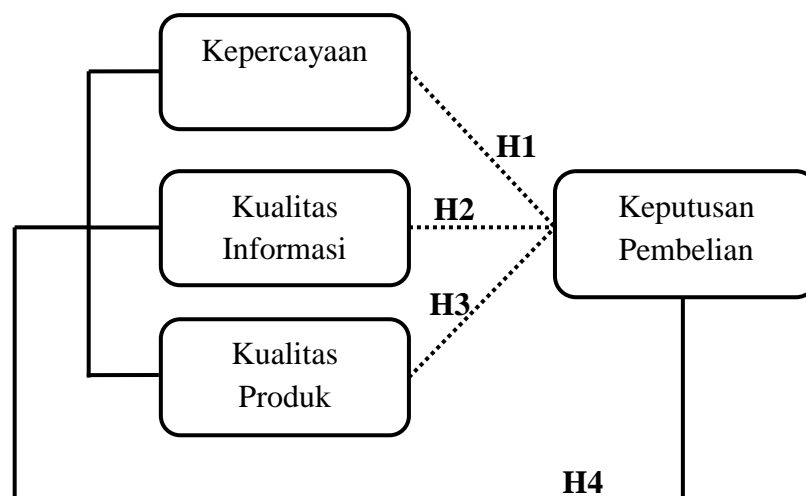 Kepercayaan
H1
Kualitas
Informasi
H2
Keputusan
Pembelian
H3
Kualitas
Produk
H4